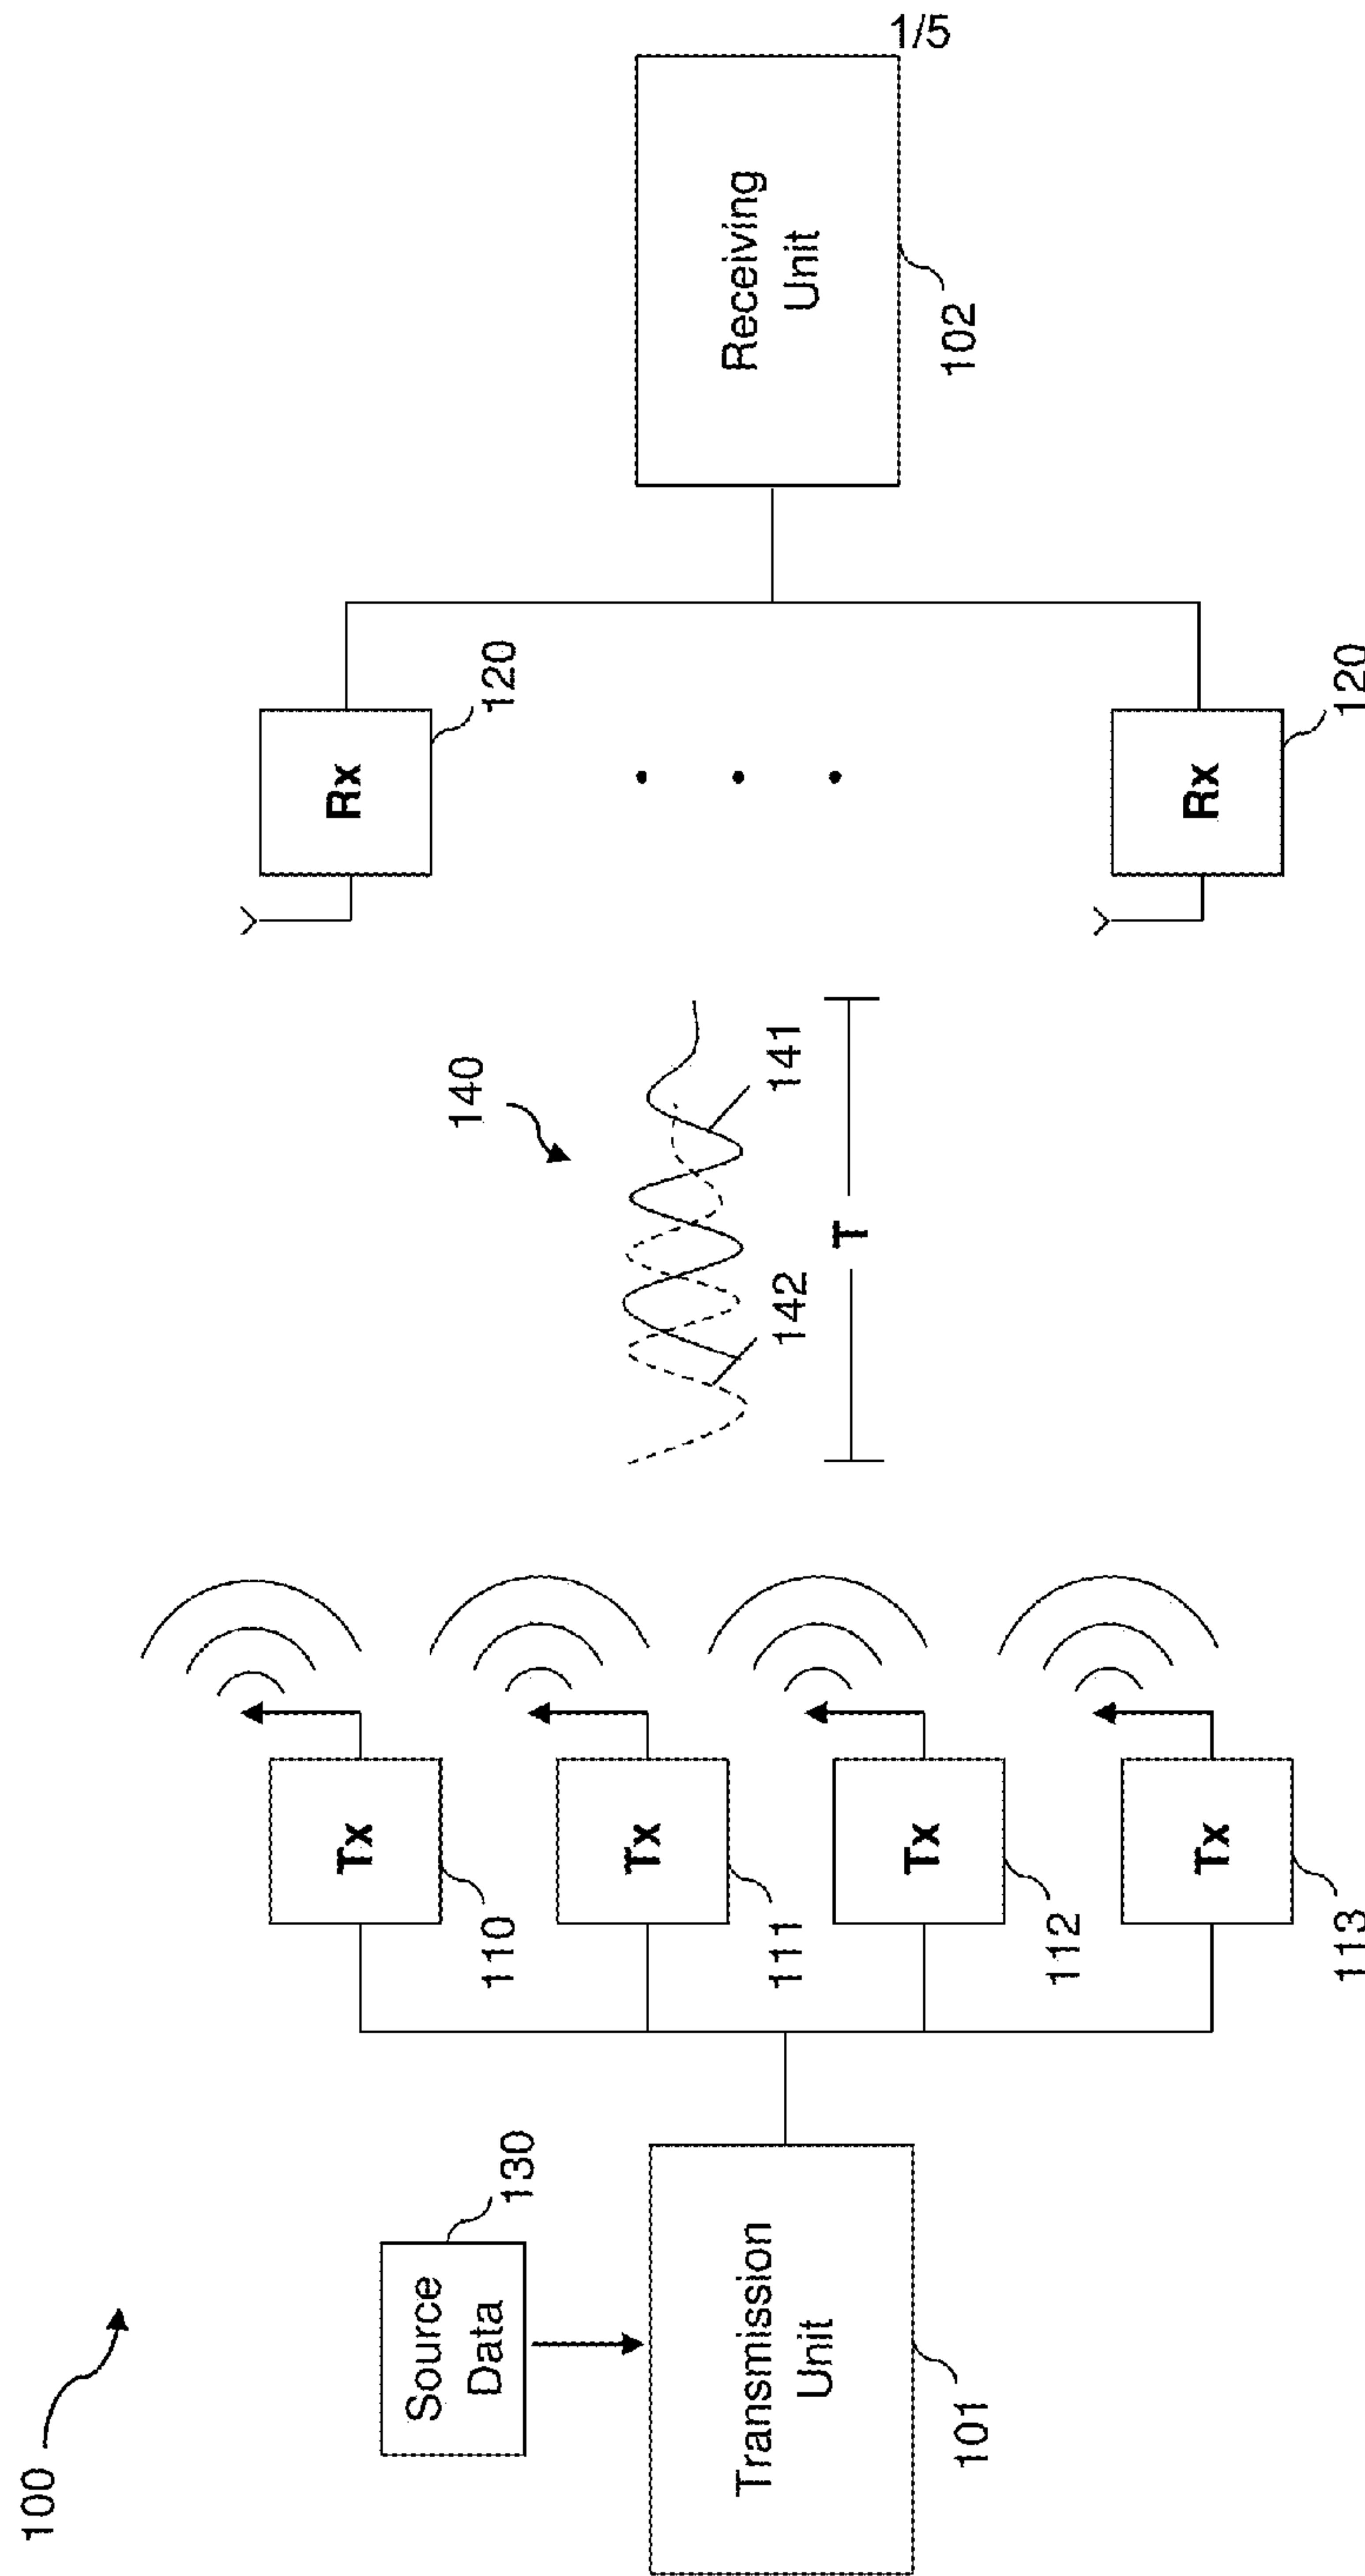 1/5
100
Source
Data
130
Transmission
Unit
101
Tx
110
Tx
111
Tx
112
Tx
113
140
141
142
T
Rx
120
Rx
120
Receiving
Unit
102